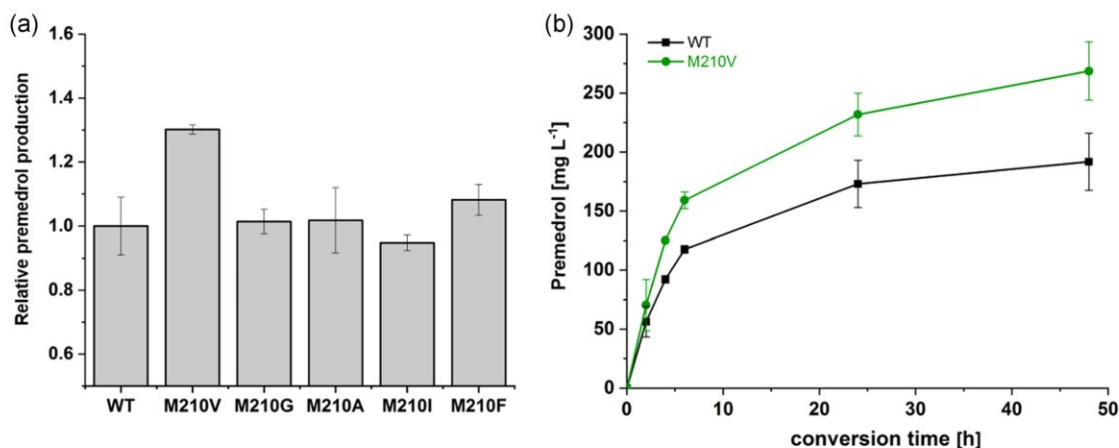 (a)
Relative premedrol production
1.6
1.4
1.2
1.0
0.8
0.6
WT M210V M210G M210A M210I M210F
(b)
Premedrol [mg L⁻¹]
300
250
200
150
100
50
0
WT
M210V
0 10 20 30 40 50
conversion time [h]